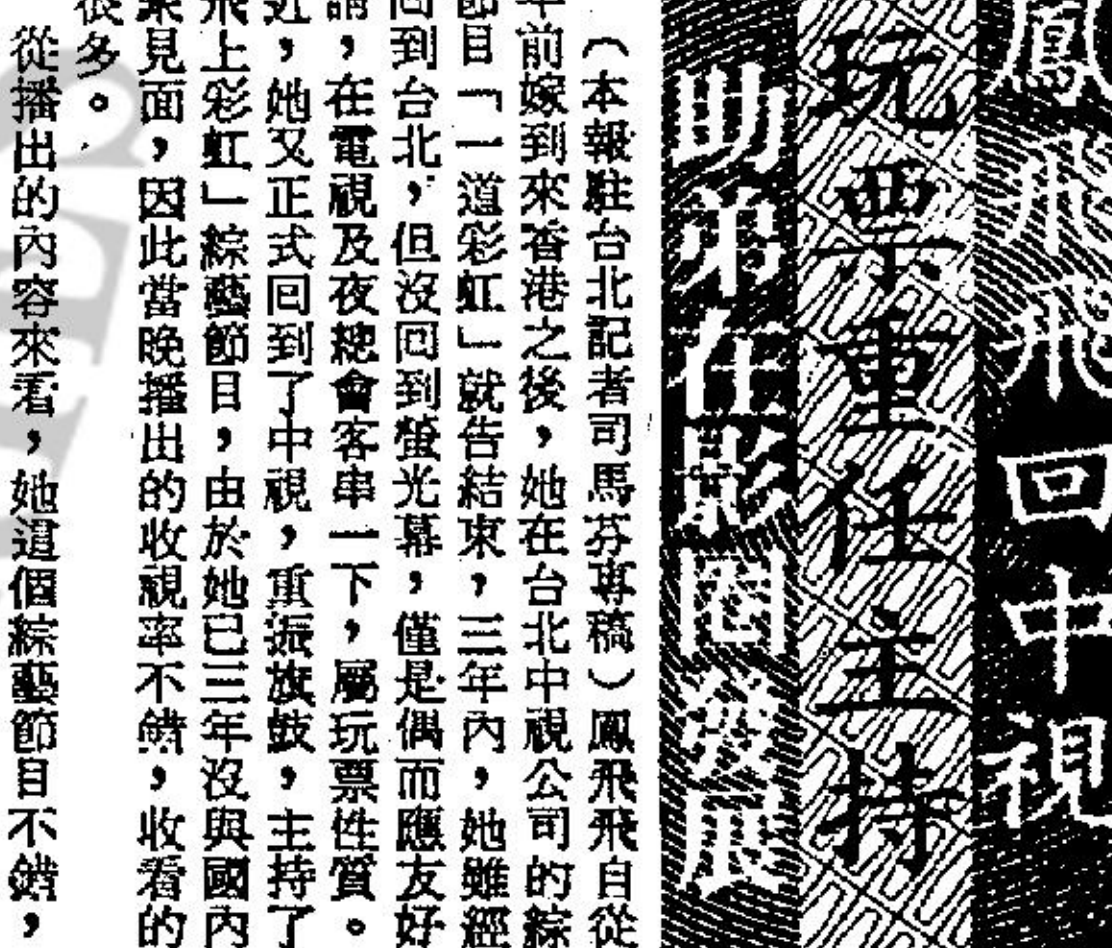 鳳飛飛回中視
玩票重任主持
助弟在影圈發展
（本報駐台北記者司馬芬專稿）鳳飛飛自從
年前嫁到來香港之後，她在台北中視公司的綜
節目「一道彩虹」就告結束，三年內，她雖經
回到台北，但沒回到螢光幕，僅是偶而應友好
請，在電視及夜總會客串一下，屬玩票性質。
近，她又正式回到了中視，重振旗鼓，主持了
飛上彩虹」綜藝節目，由於她已三年沒與國內
眾見面，因此當晚播出的收視率不錯，收看的
很多。
從播出的內容來看，她這個綜藝節目不錯，